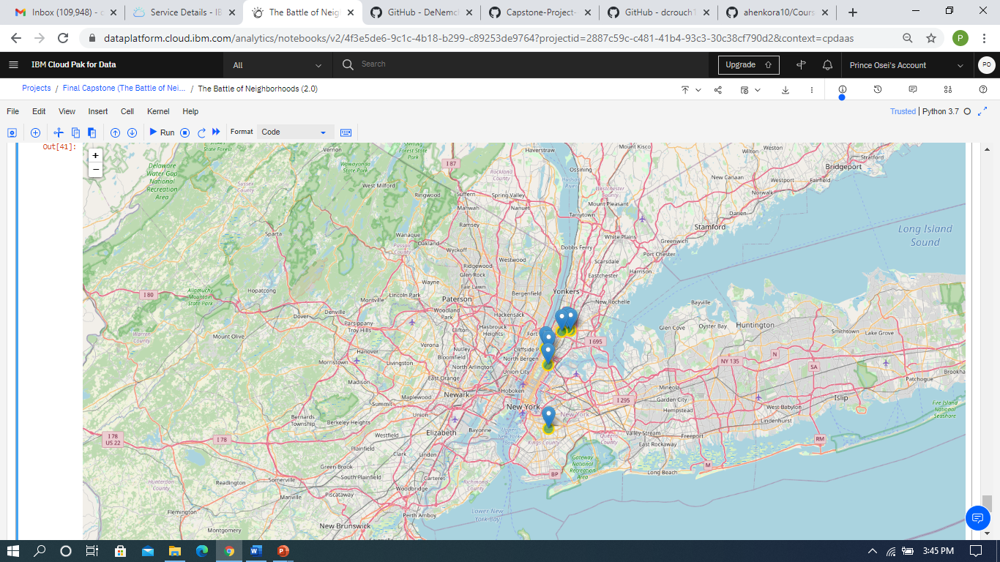 Inbox (109,948) - c
Service Details - IB
The Battle of Neigh
GitHub - DeNemch
Capstone-Project-
GitHub - dcrouch1
ahenkora10/Cours
dataplatform.cloud.ibm.com/analytics/notebooks/v2/4f3e5de6-9c1c-4b18-b299-c89253de9764?projectid=2887c59c-c481-41b4-93c3-30c38cf790d2&context=cpdaas
P
IBM Cloud Pak for Data
All
Search
Upgrade
Prince Osei's Account
PO
Projects / Final Capstone (The Battle of Nei... / The Battle of Neighborhoods (2.0)
File Edit View Insert Cell Kernel Help
Trusted | Python 3.7
Run
Format
Code
Out[41]:
+
−
Vernon
State Forest
Sterling
Forest State
Park
Haverstraw
Mount Kisco
Wilton
Weston
Stratford
Bridgeport
I 87
Delaware
Water Gap
National
Recreation
Area
Wawayanda
State Park
Sussex
County
West Milford
Ringwood
Suffern
Mahwah
Spring Valley
Nanuet
Rockland
County
Ossining
Hudson
River
Westchester
County
Mount Pleasant
Tarrytown
New Canaan
Westport
Fairfield
Norwalk
Darien
Stamford
Greenwich
Port Chester
White Plains
Long Island
Sound
Sparta
Wanaque
Oakland
Ramsey
Wyckoff
Passaic
County
Westwood
Ridgewood
Glen Rock
Fair Lawn
Dobbs Ferry
Scarsdale
Eastchester
Harrison
I 80
Hopatcong
Allamuchy
Mountain
State Park
Wayne
Lincoln Park
Montville
Paterson
Bergenfield
Yonkers
New Rochelle
Bayville
Dover
Denville
Parsippany-
Troy Hills
Woodland
Park
Clifton
Hackensack
Hasbrouck
Heights
Fort
Glen Cove
Oyster Bay
Huntington
Smithtown
Lake Grove
Warren
County
Mount Olive
Hanover
Morristown
Verona
Nutley
Bloomfield
Livingston
North Arlington
Cliffside P
North Bergen
Union City
I 695
NY 135
N
SA
Patchogue
Brookha
Madison
East Orange
Hoboken
Maplewood
Newark
New York
New York
Summit
Mineola
Garden City
I 295
Hempstead
West Babylon
Islip
Lindenhurst
Fire Island
National
Seashore
Bernards
Township
Berkeley Heights
Union
Elizabeth
Bayonne
Upper
New York
Bay
Kings County
Queens
County
Valley Stream
Freeport
East Rockaway
RM
I 78
US 22
I 78
Westfield
Plainfield
Clark
Linden
Gateway
National
Recreation
Area
Long Beach
M
BP
Green Brook
South Plainfield
Carteret
Richmond
County
Hunterdon
County
Readington
Somerville
Manville
Piscataway
Woodbridge
Flemington
Perth Amboy
Lower New
York Bay
Montgomery
New Brunswick
3:45 PM